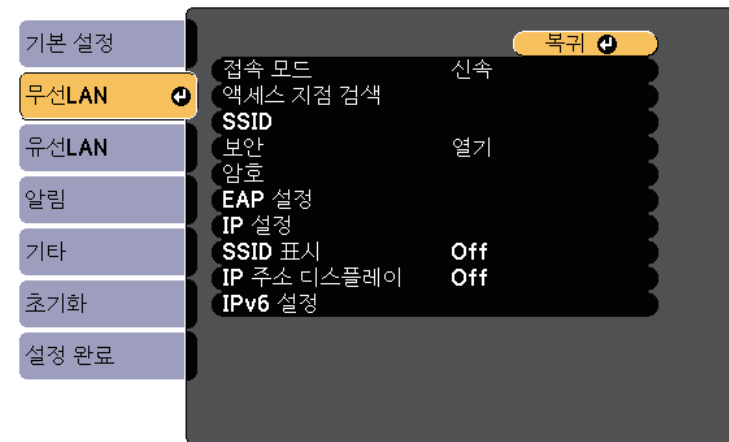 기본 설정
무선LAN
유선LAN
알림
기타
초기화
설정 완료
복귀
접속 모드 신속
액세스 지점 검색
SSID
보안 열기
암호
EAP 설정
IP 설정
SSID 표시 Off
IP 주소 디스플레이 Off
IPv6 설정